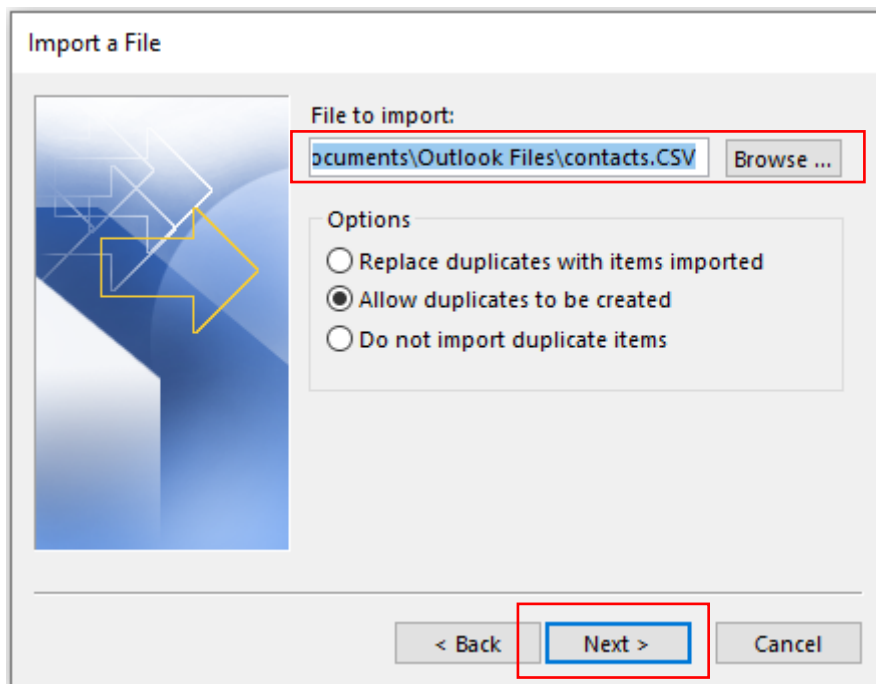 Import a File
File to import:
ocuments\Outlook Files\contacts.CSV
Browse ...
Options
Replace duplicates with items imported
Allow duplicates to be created
Do not import duplicate items
< Back
Next >
Cancel